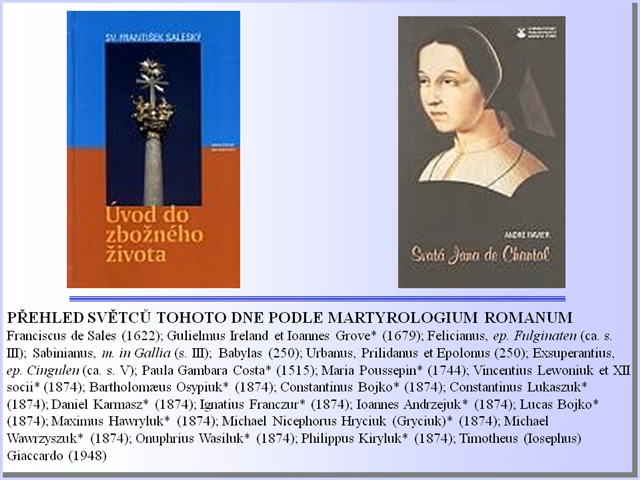 SV. FRANTIŠEK SALESKÝ
Úvod do
zbožného
života
ANDRÉ RAVIER
Svatá Jana de Chantal
PŘEHLED SVĚTCŮ TOHOTO DNE PODLE MARTYROLOGIUM ROMANUM
Franciscus de Sales (1622); Gulielmus Ireland et Ioannes Grove* (1679); Felicianus, ep. Fulginaten (ca. s.
III); Sabinianus, m. in Gallia (s. III); Babylas (250); Urbanus, Prilidanus et Epolonus (250); Exsuperantius,
ep. Cingulen (ca. s. V); Paula Gambara Costa* (1515); Maria Poussepin* (1744); Vincentius Lewoniuk et XII
socii* (1874); Bartholomæus Osypiuk* (1874); Constantinus Bojko* (1874); Constantinus Lukaszuk*
(1874); Daniel Karmasz* (1874); Ignatius Franczur* (1874); Ioannes Andrzejuk* (1874); Lucas Bojko*
(1874); Maximus Hawryluk* (1874); Michael Nicephorus Hryciuk (Gryciuk)* (1874); Michael
Wawrzyszuk* (1874); Onuphrius Wasiluk* (1874); Philippus Kiryluk* (1874); Timotheus (Iosephus)
Giaccardo (1948)